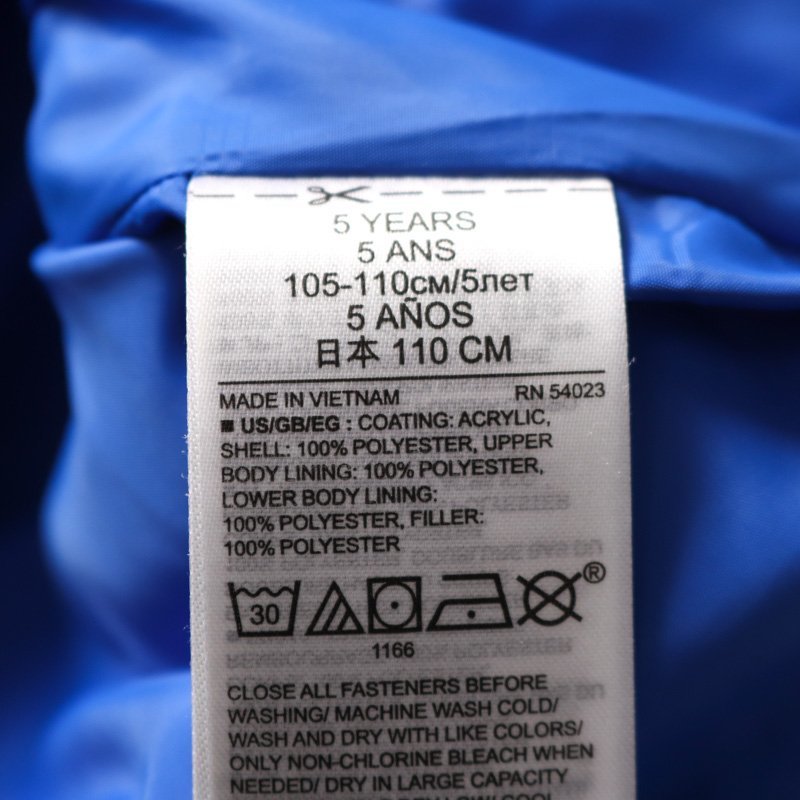 5 YEARS
5 ANS
105-110см/5лет
5 AÑOS
日本 110 CM
MADE IN VIETNAM RN 54023
■ US/GB/EG : COATING: ACRYLIC,
SHELL: 100% POLYESTER, UPPER
BODY LINING: 100% POLYESTER,
LOWER BODY LINING:
100% POLYESTER, FILLER:
100% POLYESTER
30 ®
1166
CLOSE ALL FASTENERS BEFORE
WASHING/ MACHINE WASH COLD/
WASH AND DRY WITH LIKE COLORS/
ONLY NON-CHLORINE BLEACH WHEN
NEEDED/ DRY IN LARGE CAPACITY